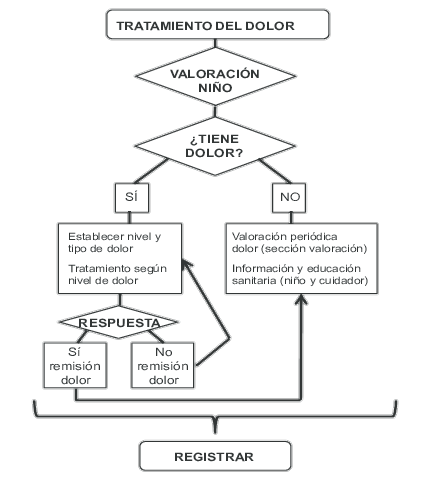 TRATAMIENTO DEL DOLOR
VALORACIÓN
NIÑO
¿TIENE
DOLOR?
SÍ
NO
Establecer nivel y
tipo de dolor
Tratamiento según
nivel de dolor
Valoración periódica
dolor (sección valoración)
Información y educación
sanitaria (niño y cuidador)
RESPUESTA
Sí
remisión
dolor
No
remisión
dolor
REGISTRAR